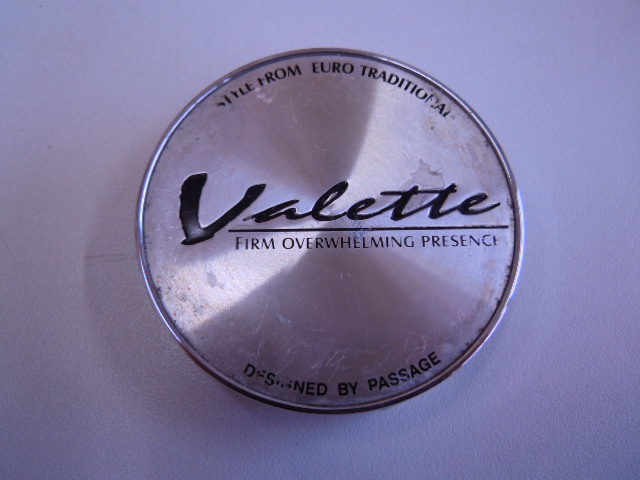 STYLE FROM EURO TRADITIONAL
Valette
FIRM OVERWHELMING PRESENCE
DESIGNED BY PASSAGE